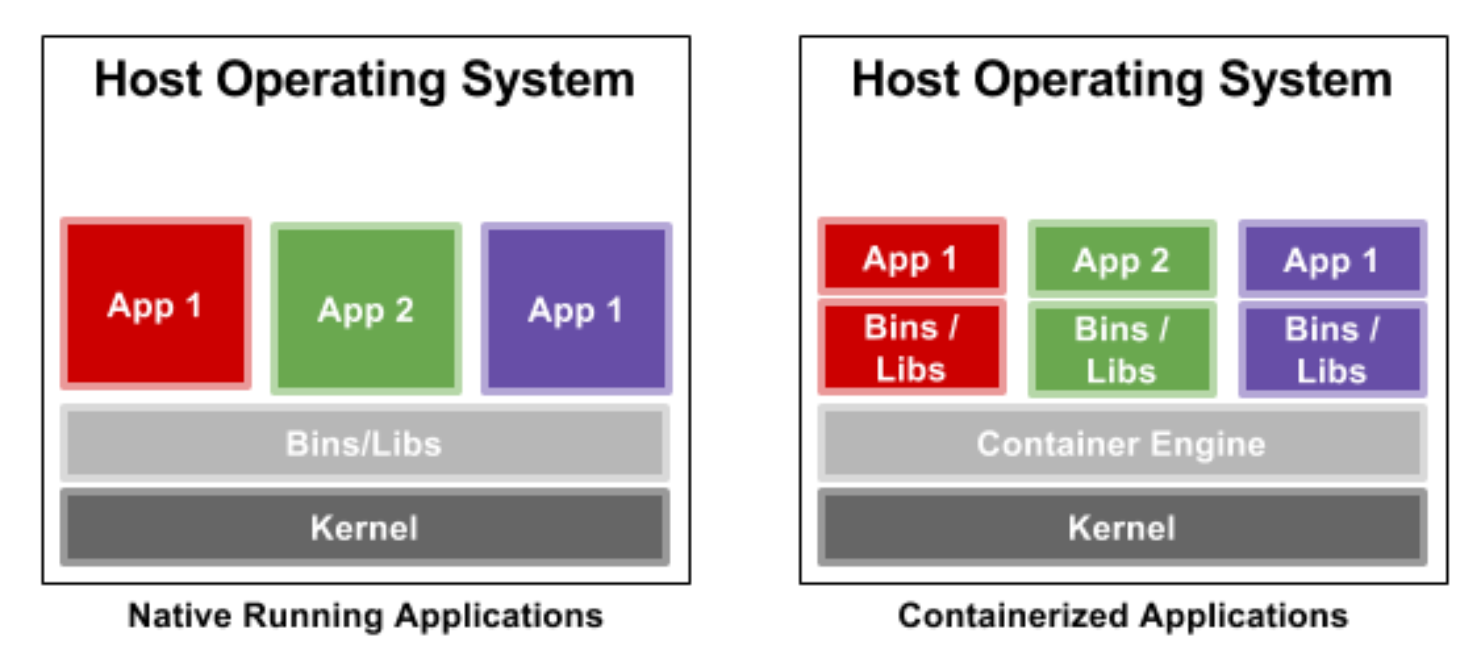 Host Operating System
App 1
App 2
App 1
Bins/Libs
Kernel
Native Running Applications
Host Operating System
App 1
App 2
App 1
Bins /
Libs
Bins /
Libs
Bins /
Libs
Container Engine
Kernel
Containerized Applications